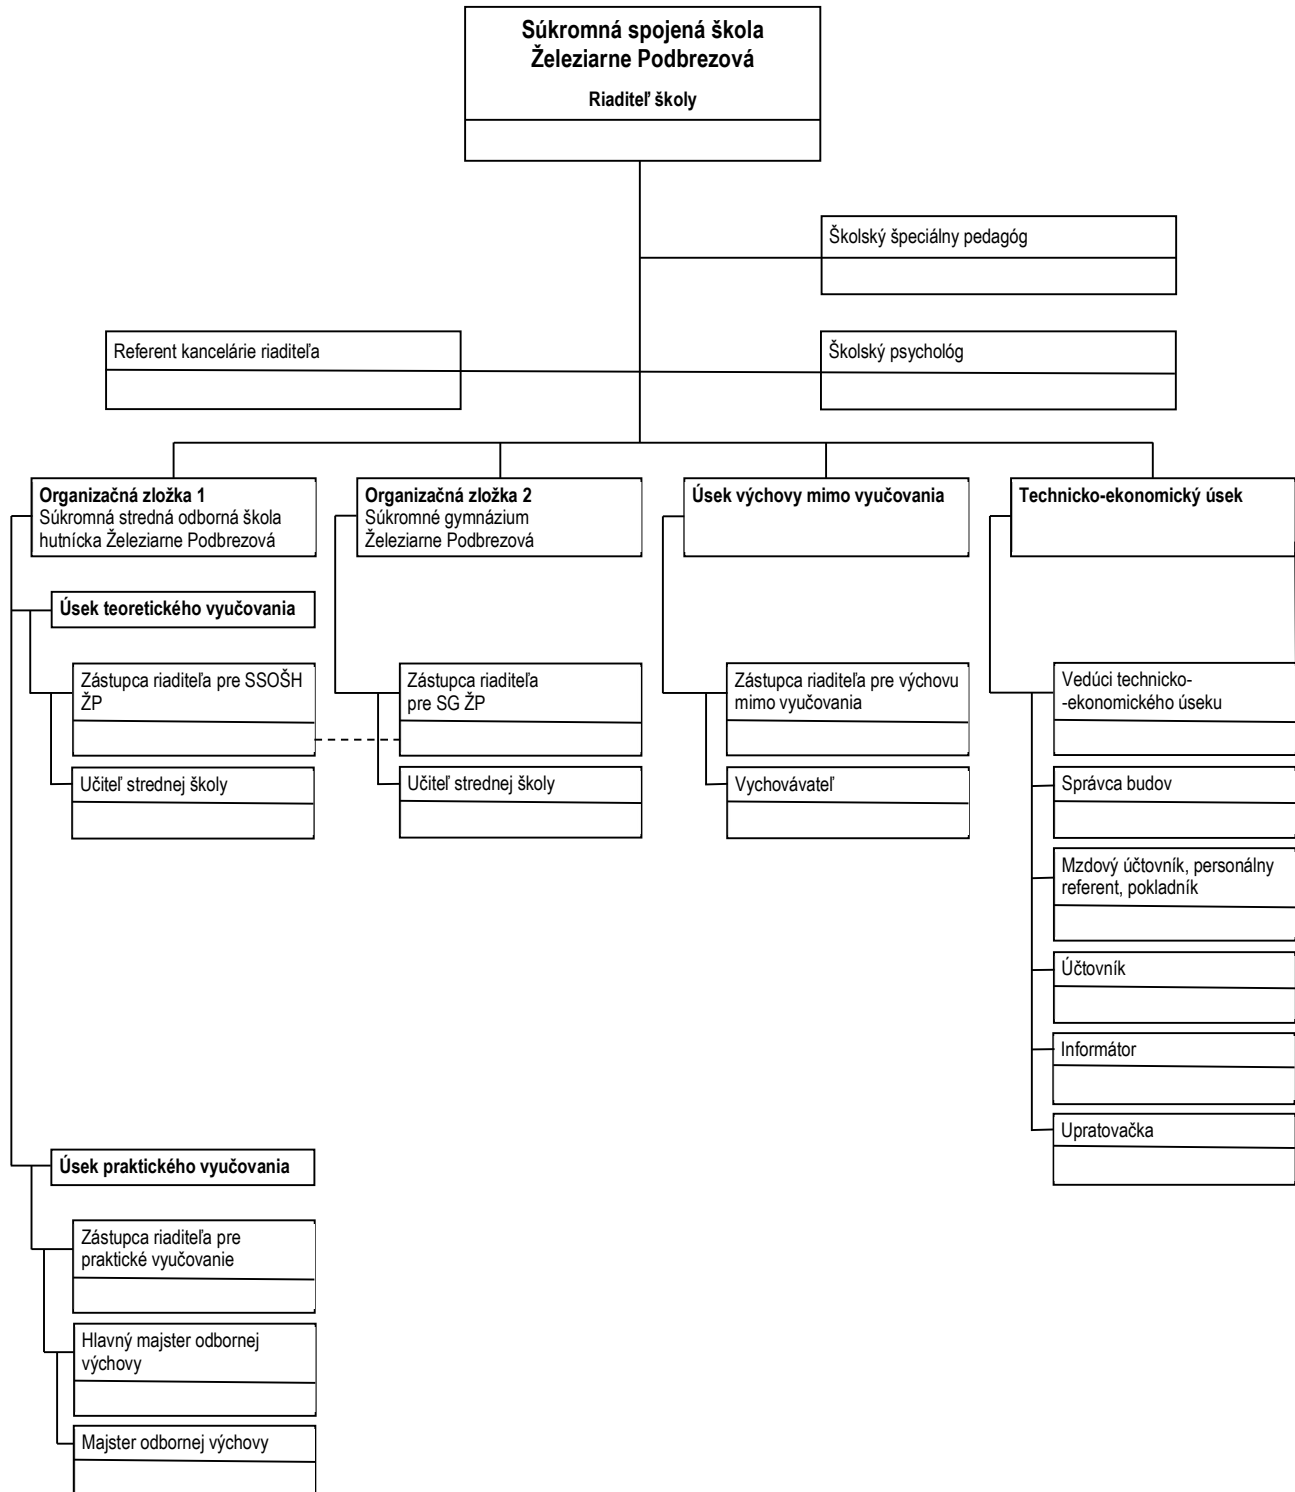 Súkromná spojená škola
Železiarne Podbrezová
Riaditeľ školy
Školský špeciálny pedagóg
Referent kancelárie riaditeľa
Školský psychológ
Organizačná zložka 1
Súkromná stredná odborná škola
hutnícka Železiarne Podbrezová
Úsek teoretického vyučovania
Zástupca riaditeľa pre SSOŠH
ŽP
Učiteľ strednej školy
Úsek praktického vyučovania
Zástupca riaditeľa pre
praktické vyučovanie
Hlavný majster odbornej
výchovy
Majster odbornej výchovy
Organizačná zložka 2
Súkromné gymnázium
Železiarne Podbrezová
Zástupca riaditeľa
pre SG ŽP
Učiteľ strednej školy
Úsek výchovy mimo vyučovania
Zástupca riaditeľa pre výchovu
mimo vyučovania
Vychovávateľ
Technicko-ekonomický úsek
Vedúci technicko-
-ekonomického úseku
Správca budov
Mzdový účtovník, personálny
referent, pokladník
Účtovník
Informátor
Upratovačka